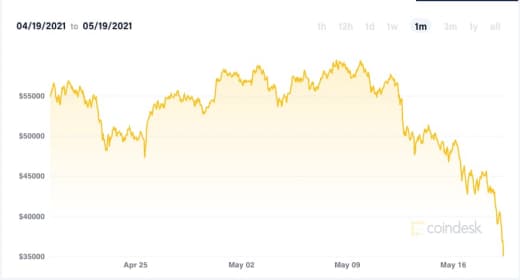 04/19/2021 to 05/19/2021
1h 12h 1d 1w 1m 3m 1y all
$55000
$50000
$45000
$40000
$35000
coindesk
Apr 25 May 02 May 09 May 16